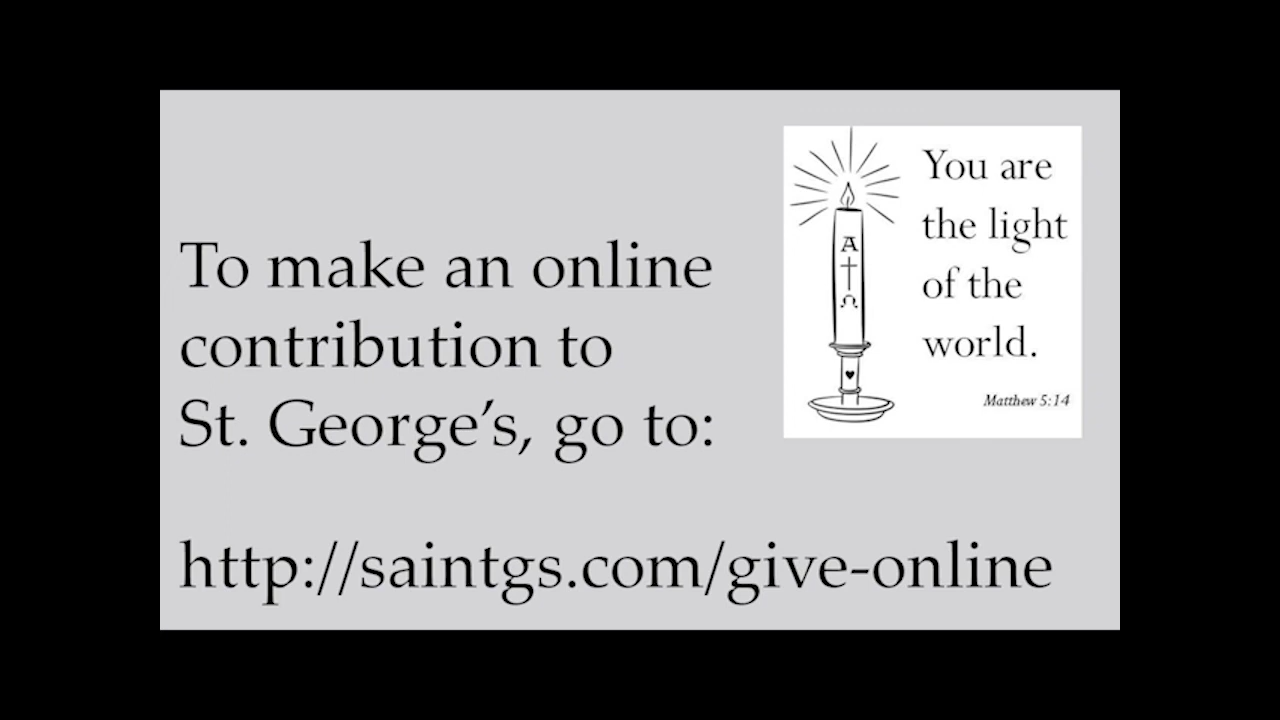 To make an online
contribution to
St. George’s, go to:
http://saintgs.com/give-online
You are
the light
of the
world.
Matthew 5:14
Α
Ω